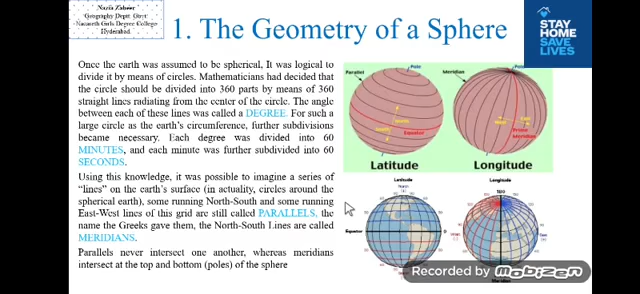 Nazia Zaheer
Geography Dept: Govt:
Nazareth Girls Degree College
Hyderabad
1. The Geometry of a Sphere
STAY
HOME
SAVE
LIVES
Once the earth was assumed to be spherical, It was logical to
divide it by means of circles. Mathematicians had decided that
the circle should be divided into 360 parts by means of 360
straight lines radiating from the center of the circle. The angle
between each of these lines was called a DEGREE. For such
a large circle as the earth's circumference, further subdivisions
became necessary. Each degree was divided into 60
MINUTES, and each minute was further subdivided into 60
SECONDS.
Using this knowledge, it was possible to imagine a series of
"lines" on the earth's surface (in actuality, circles around the
spherical earth), some running North-South and some running
East-West lines of this grid are still called PARALLELS, the
name the Greeks gave them, the North-South Lines are called
MERIDIANS.
Parallels never intersect one another, whereas meridians
intersect at the top and bottom (poles) of the sphere
Parallel
Pole
North
South
Equator
Latitude
Meridian
Pole
West
East
Prime
Meridian
Longitude
Latitude
North
Equator
Longitude
Meridian
Recorded by mobizen